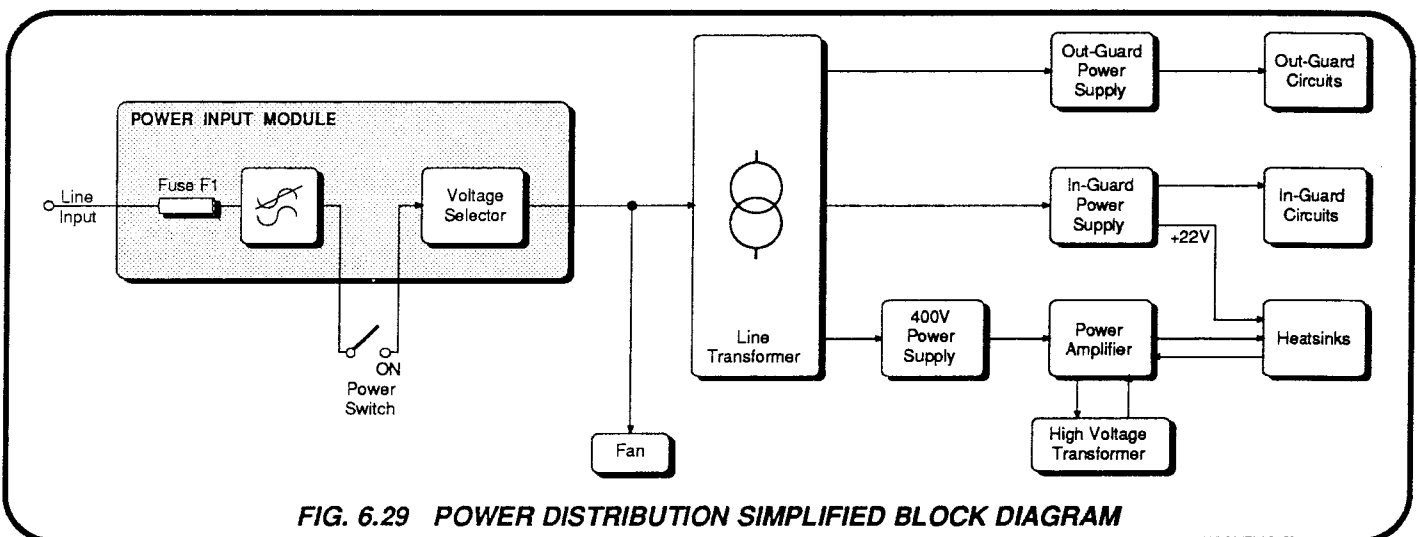 POWER INPUT MODULE
Line
Input
Fuse F1
Voltage
Selector
ON
Power
Switch
Fan
Line
Transformer
Out-Guard
Power
Supply
Out-Guard
Circuits
In-Guard
Power
Supply
+22V
In-Guard
Circuits
400V
Power
Supply
Power
Amplifier
Heatsinks
High Voltage
Transformer
FIG. 6.29 POWER DISTRIBUTION SIMPLIFIED BLOCK DIAGRAM